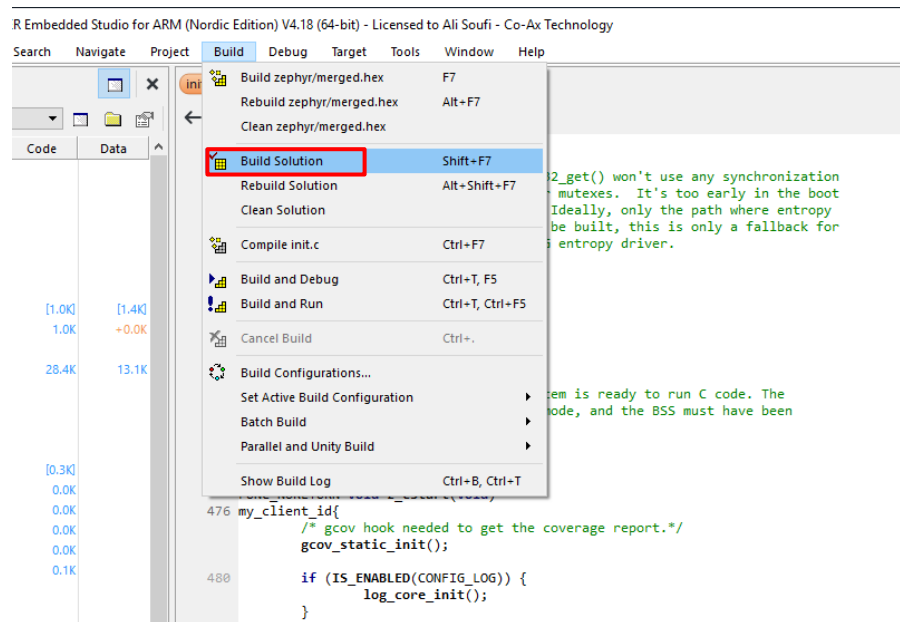 R Embedded Studio for ARM (Nordic Edition) V4.18 (64-bit) - Licensed to Ali Soufi - Co-Ax Technology
Search Navigate Project Build Debug Target Tools Window Help
Build zephyr/merged.hex F7
Rebuild zephyr/merged.hex Alt+F7
Clean zephyr/merged.hex
Build Solution Shift+F7
Rebuild Solution Alt+Shift+F7
Clean Solution
Compile init.c Ctrl+F7
Build and Debug Ctrl+T, F5
Build and Run Ctrl+T, Ctrl+F5
Cancel Build Ctrl+.
Build Configurations...
Set Active Build Configuration
Batch Build
Parallel and Unity Build
Show Build Log Ctrl+B, Ctrl+T
ini
Code Data
[1.0K] [1.4K]
1.0K +0.0K
28.4K 13.1K
[0.3K]
0.0K
0.0K
0.0K
0.0K
0.1K
32_get() won't use any synchronization
mutexes. It's too early in the boot
Ideally, only the path where entropy
be built, this is only a fallback for
entropy driver.
tem is ready to run C code. The
mode, and the BSS must have been
476 my_client_id{
/* gcov hook needed to get the coverage report.*/
gcov_static_init();
480 if (IS_ENABLED(CONFIG_LOG)) {
log_core_init();
}